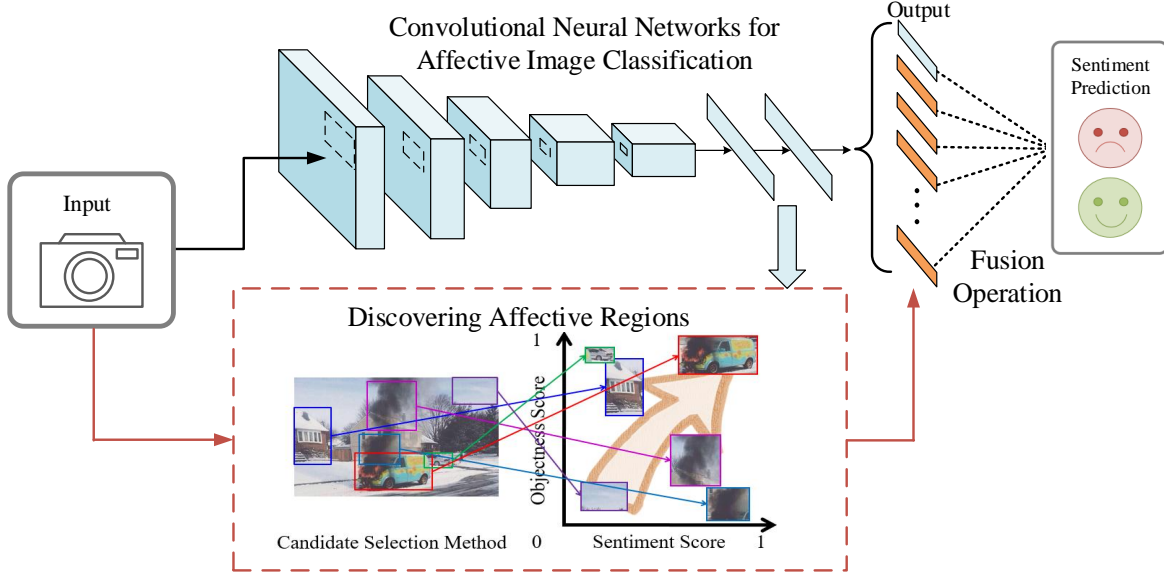 Convolutional Neural Networks for
Affective Image Classification
Output
Sentiment
Prediction
Input
Fusion
Operation
Discovering Affective Regions
1
Objectness Score
Candidate Selection Method
0
Sentiment Score
1